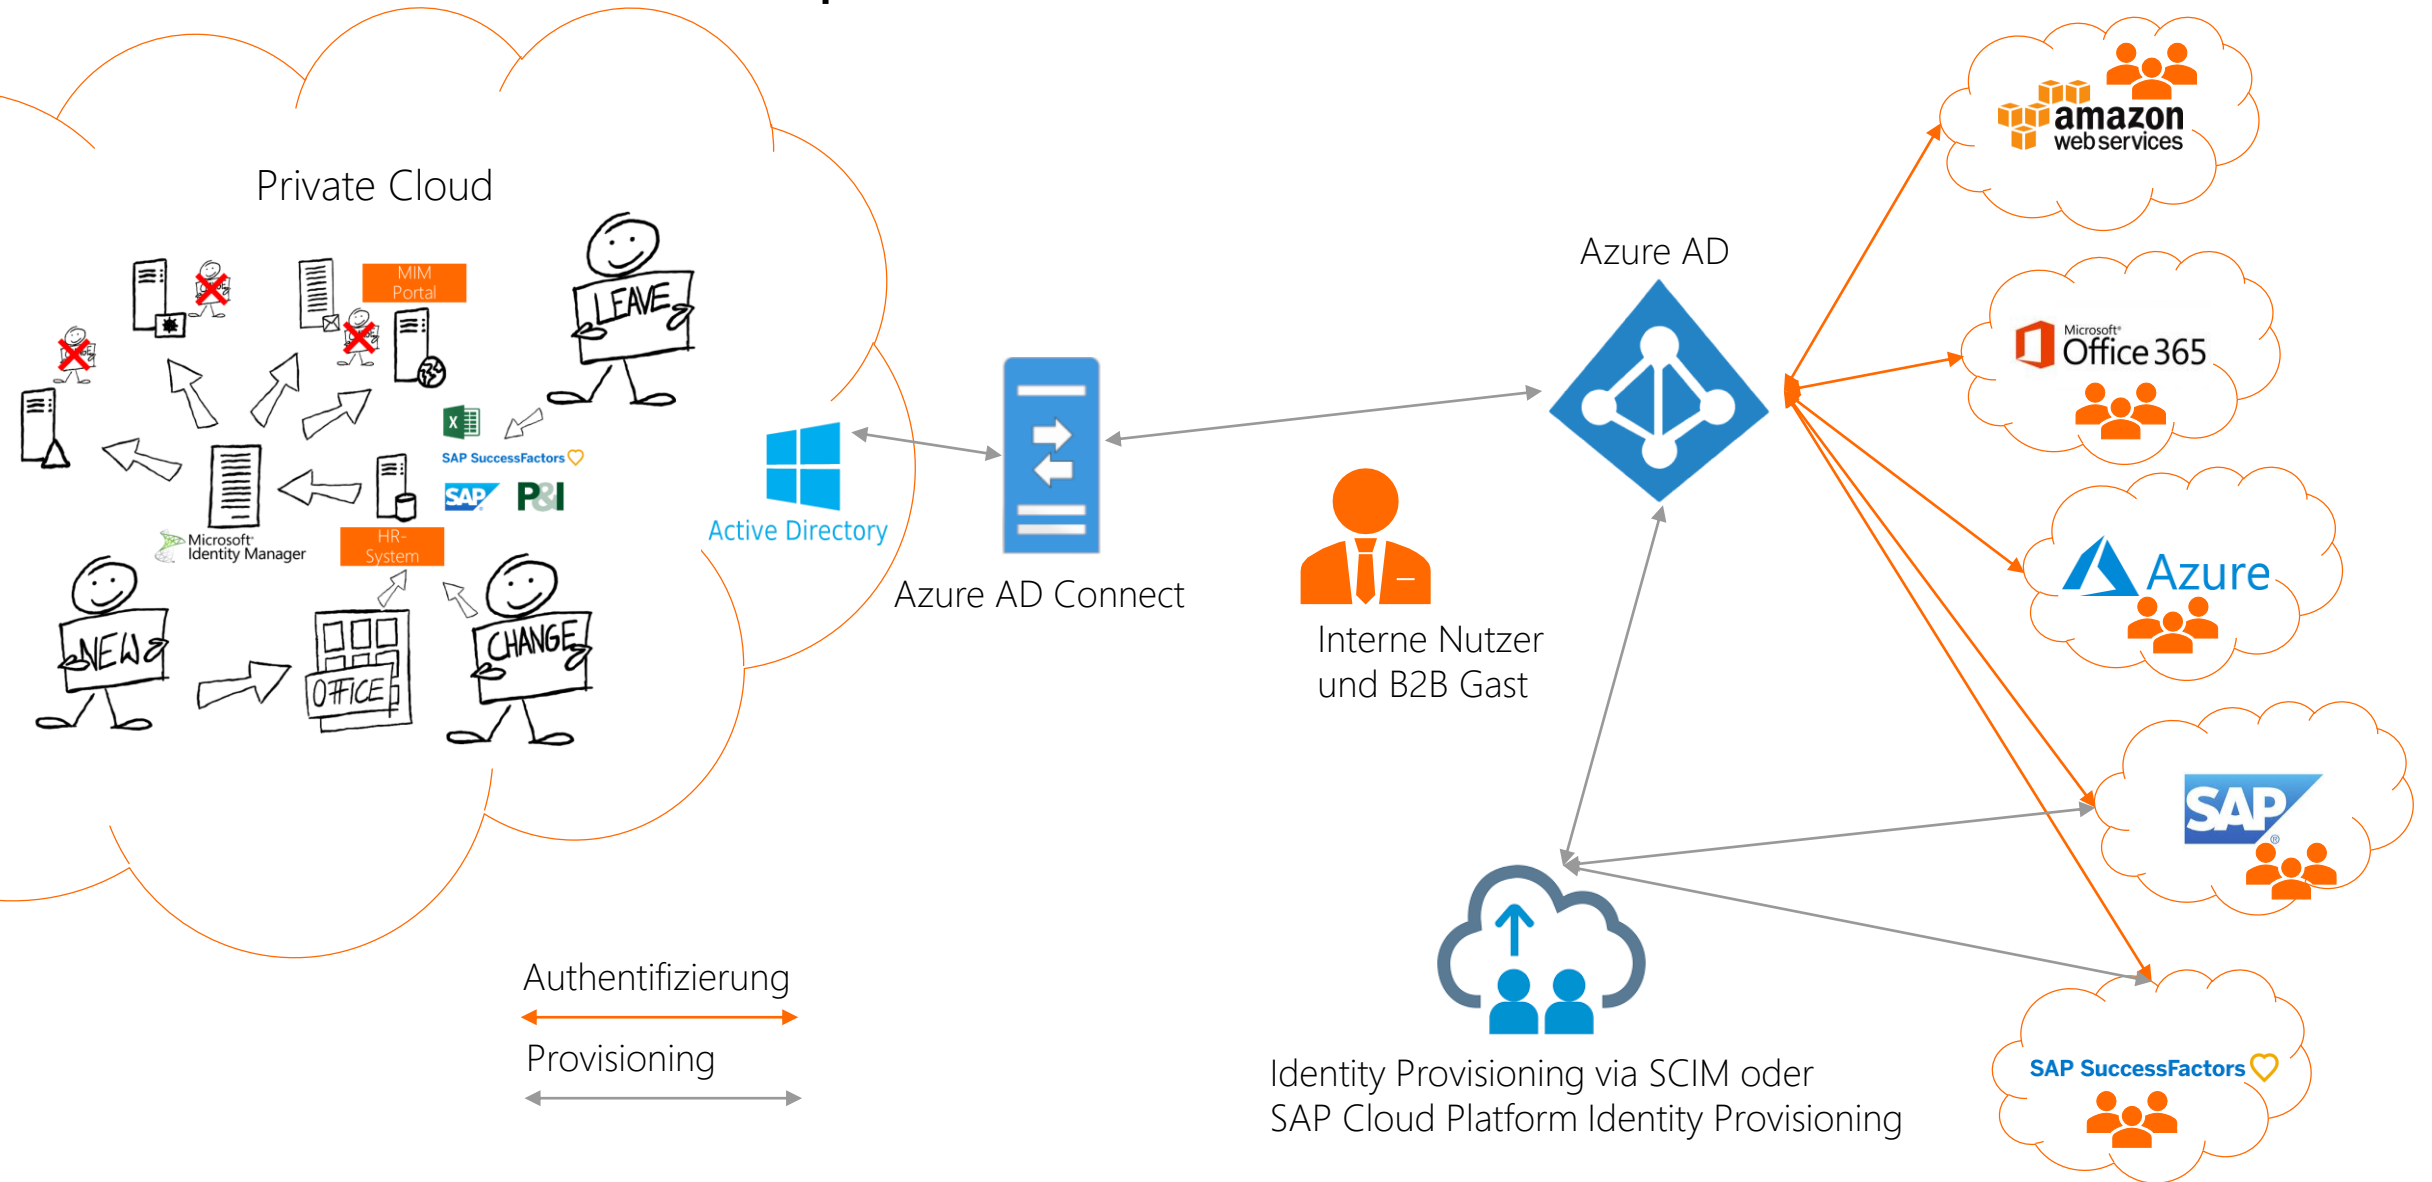 Private Cloud
MIM
Portal
LEAVE
SAP SuccessFactors
SAP
P&I
Microsoft
Identity Manager
HR-
System
NEW
OFFICE
CHANGE
Active Directory
Azure AD Connect
Azure AD
Interne Nutzer
und B2B Gast
Authentifizierung
Provisioning
Identity Provisioning via SCIM oder
SAP Cloud Platform Identity Provisioning
amazon
web services
Microsoft
Office 365
Azure
SAP
SAP SuccessFactors